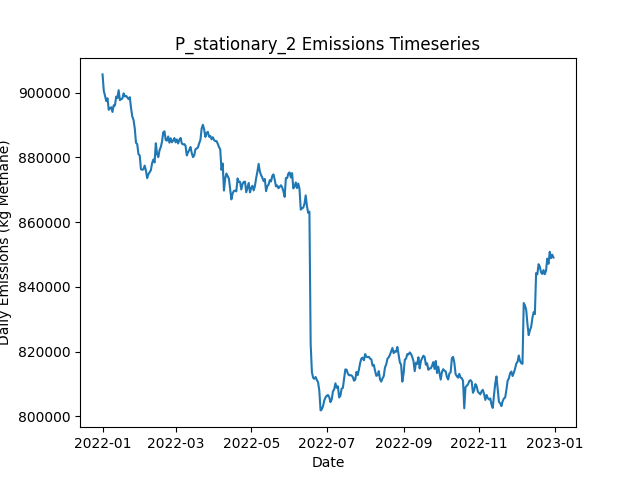 P_stationary_2 Emissions Timeseries
Daily Emissions (kg Methane)
900000
880000
860000
840000
820000
800000
2022-01 2022-03 2022-05 2022-07 2022-09 2022-11 2023-01
Date